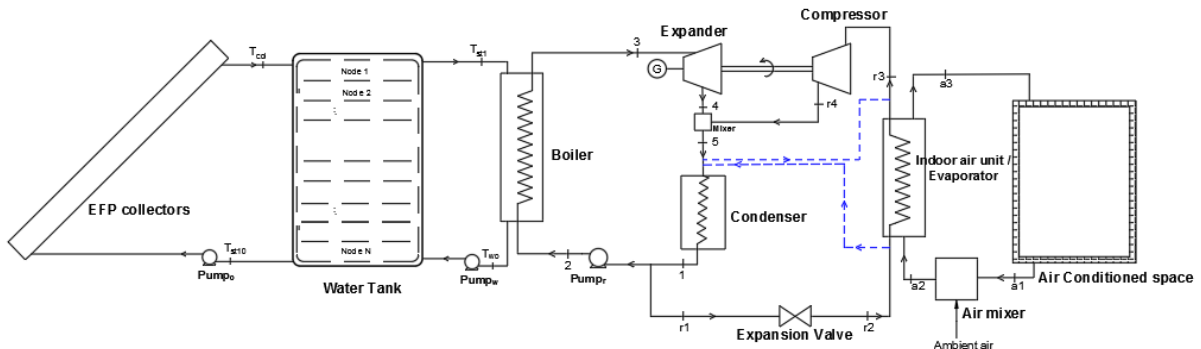 Compressor
Expander
T_col
T_st1
3
G
Node 1
Node 2
r3
a3
4
r4
Mixer
5
Boiler
Indoor air unit /
Evaporator
EFP collectors
Condenser
T_st10
Node N
T_wo
2
1
a2
a1
Pump_o
Water Tank
Pump_w
Pump_r
Air Conditioned space
Air mixer
r1
r2
Expansion Valve
Ambient air